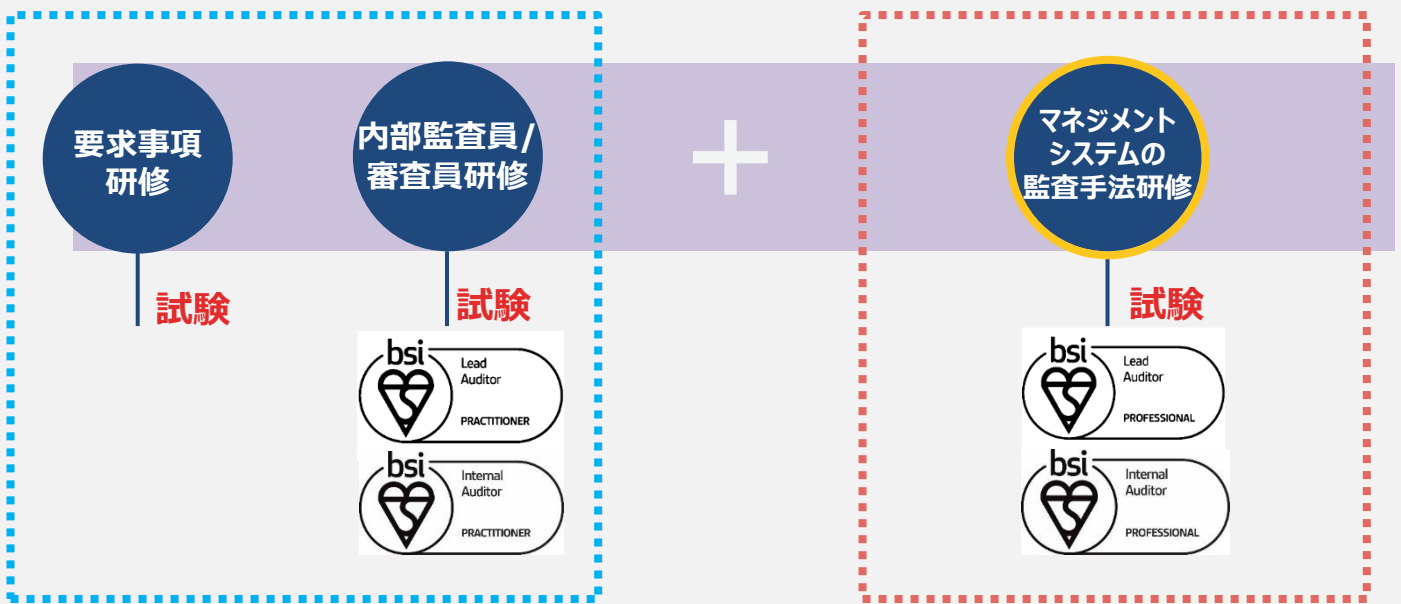 要求事項
研修
内部監査員/
審査員研修
+
マネジメント
システムの
監査手法研修
試験
試験
試験
bsi
Lead
Auditor
PRACTITIONER
bsi
Internal
Auditor
PRACTITIONER
bsi
Lead
Auditor
PROFESSIONAL
bsi
Internal
Auditor
PROFESSIONAL